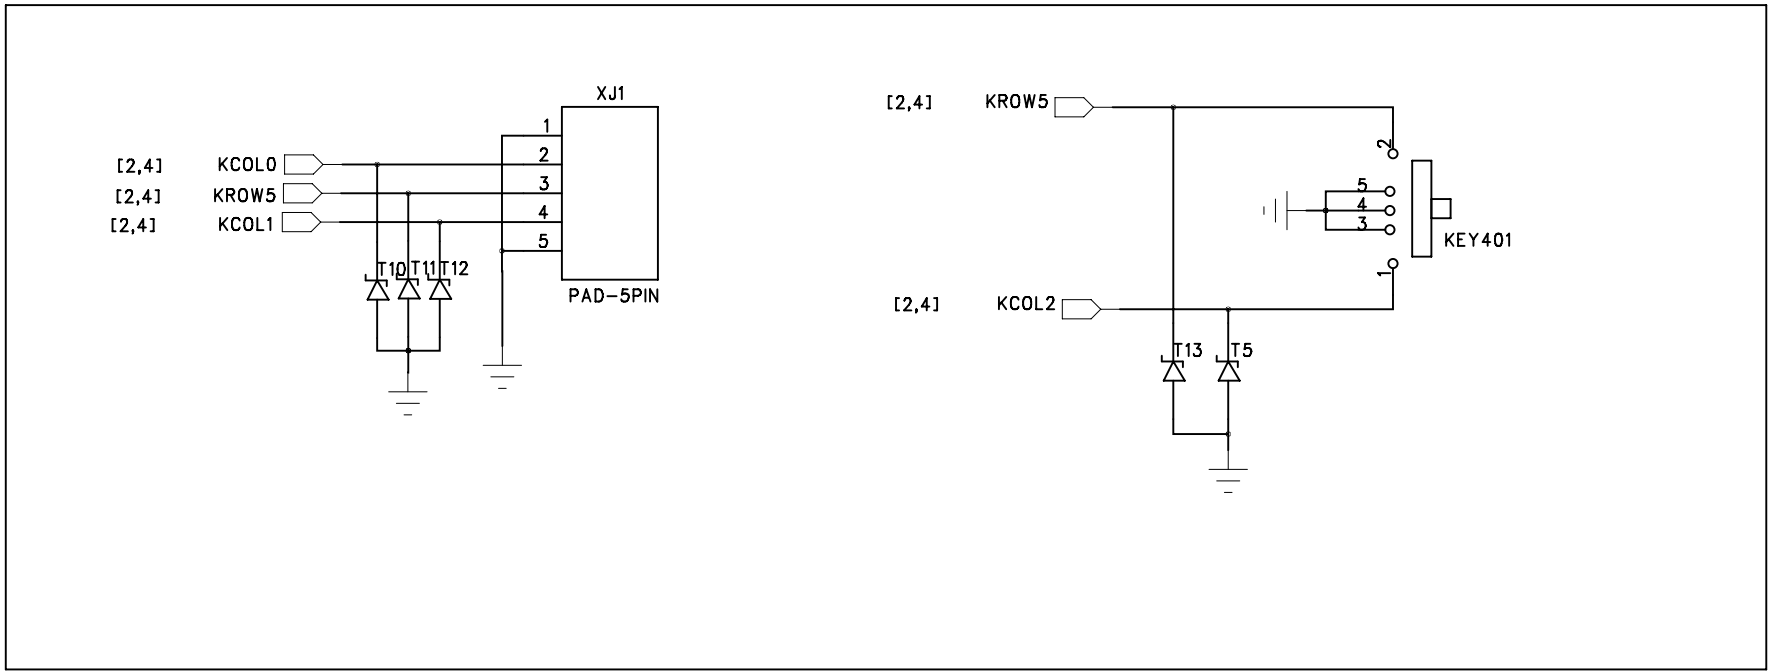 XJ1
1
[2,4] KCOL0 2
[2,4] KROW5 3
[2,4] KCOL1 4
5
T10 T11 T12
PAD-5PIN
[2,4] KROW5
2
5
4
3
KEY401
1
[2,4] KCOL2
T13 T5